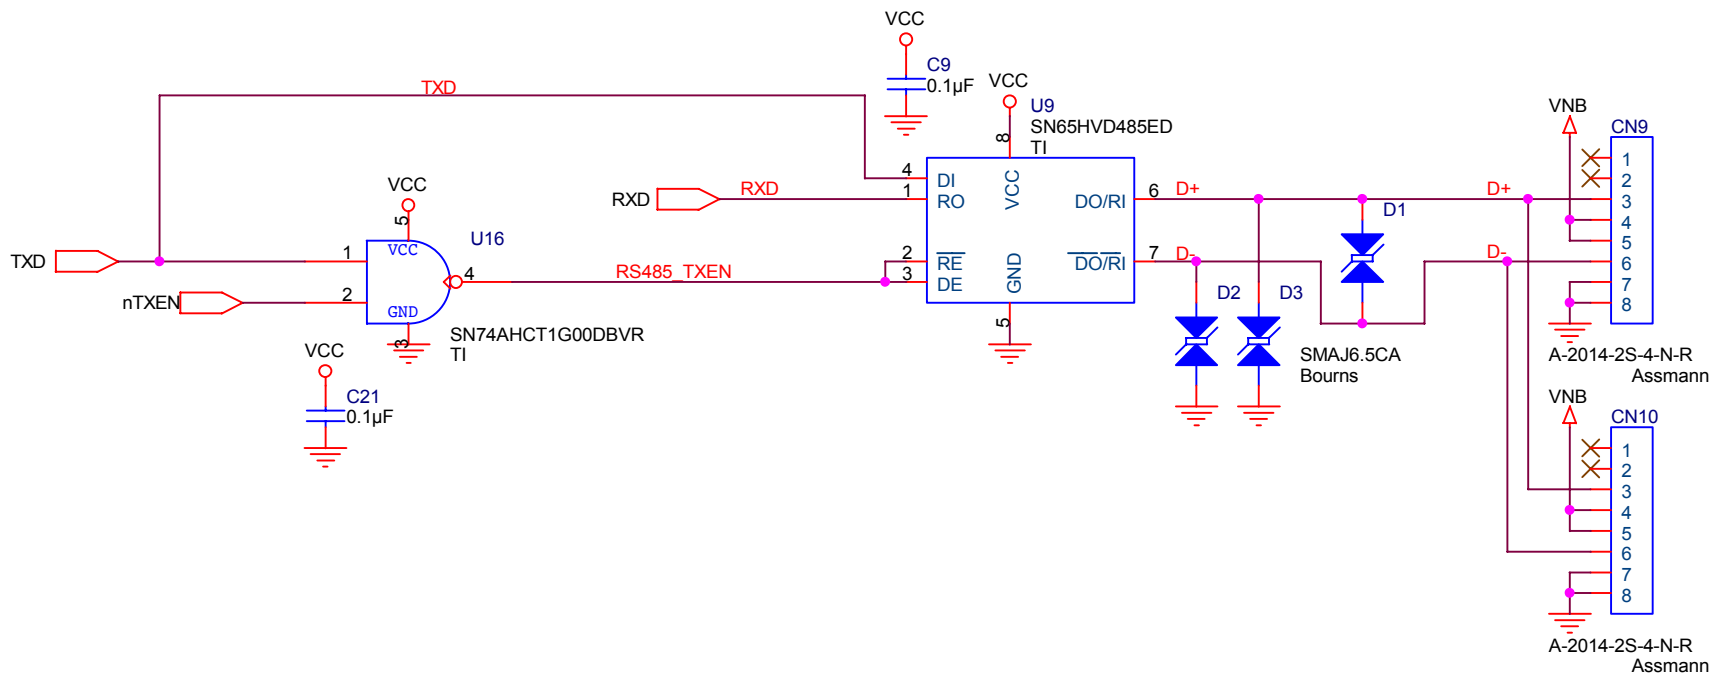 VCC
C9
0.1µF
VCC
TXD
U9
SN65HVD485ED
TI
8
VNB
CN9
4
DI
VCC
1
RO
RXD
RXD
6
D+
D+
DO/RI
1
2
3
4
5
6
7
8
VCC
5
VCC
U16
1
TXD
D1
2
RE
3
DE
GND
7
D-
D-
DO/RI
4
RS485_TXEN
nTXEN
2
GND
D2
D3
3
SN74AHCT1G00DBVR
TI
5
SMAJ6.5CA
Bourns
A-2014-2S-4-N-R
Assmann
VCC
C21
0.1µF
VNB
CN10
1
2
3
4
5
6
7
8
A-2014-2S-4-N-R
Assmann